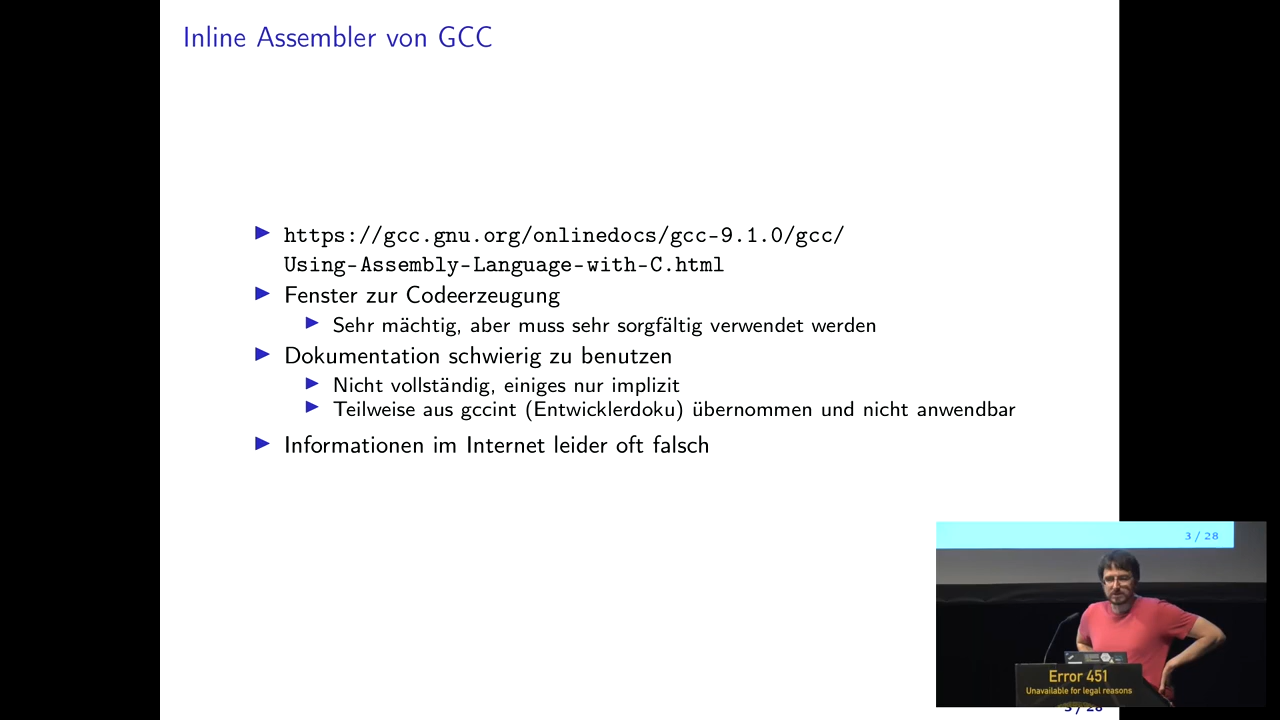 Inline Assembler von GCC
https://gcc.gnu.org/onlinedocs/gcc-9.1.0/gcc/
Using-Assembly-Language-with-C.html
Fenster zur Codeerzeugung
Sehr mächtig, aber muss sehr sorgfältig verwendet werden
Dokumentation schwierig zu benutzen
Nicht vollständig, einiges nur implizit
Teilweise aus gccint (Entwicklerdoku) übernommen und nicht anwendbar
Informationen im Internet leider oft falsch
3 / 28
Error 451
Unavailable for legal reasons
3 / 28